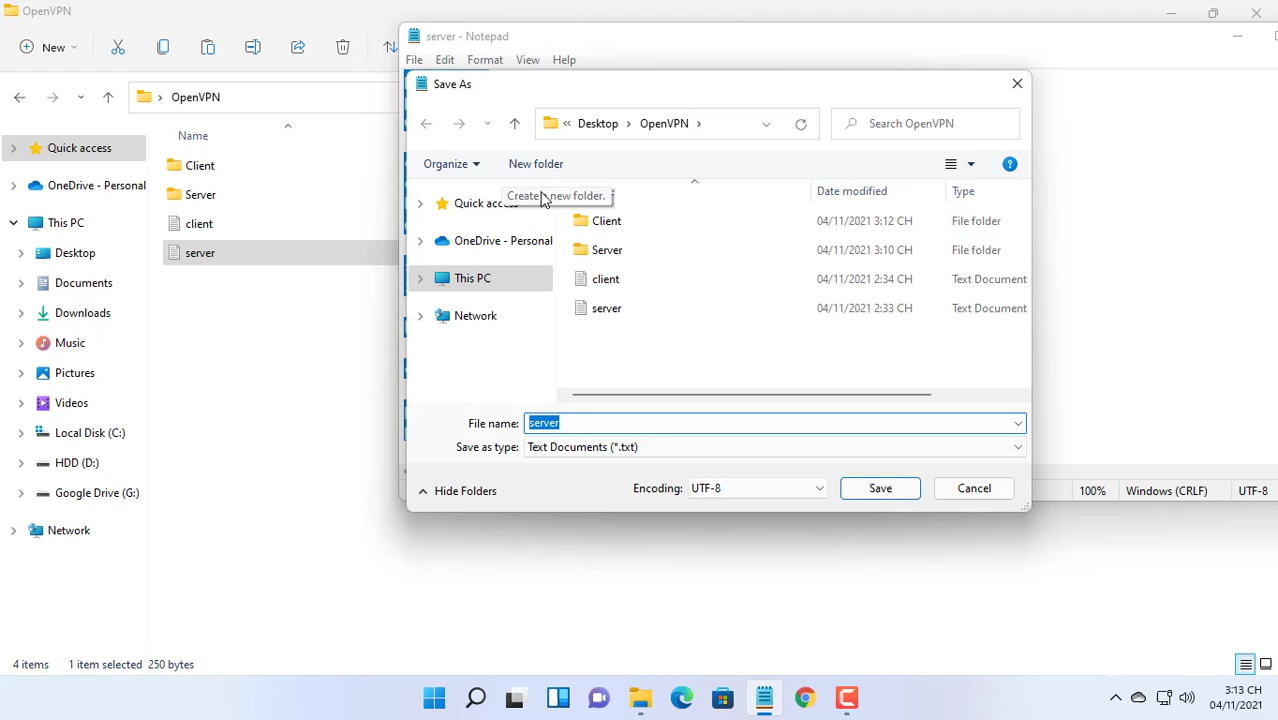 OpenVPN
New
OpenVPN
Name
Quick access
Client
OneDrive - Personal
Server
This PC
client
Desktop
server
Documents
Downloads
Music
Pictures
Videos
Local Disk (C:)
HDD (D:)
Google Drive (G:)
Network
4 items
1 item selected 250 bytes
server - Notepad
File Edit Format View Help
Save As
« Desktop › OpenVPN ›
Search OpenVPN
Organize
New folder
Date modified
Type
Create a new folder.
Quick access
Client 04/11/2021 3:12 CH File folder
OneDrive - Personal
Server 04/11/2021 3:10 CH File folder
This PC
client 04/11/2021 2:34 CH Text Document
Network
server 04/11/2021 2:33 CH Text Document
File name: server
Save as type: Text Documents (*.txt)
Hide Folders
Encoding: UTF-8
Save
Cancel
100%
Windows (CRLF)
UTF-8
3:13 CH
04/11/2021